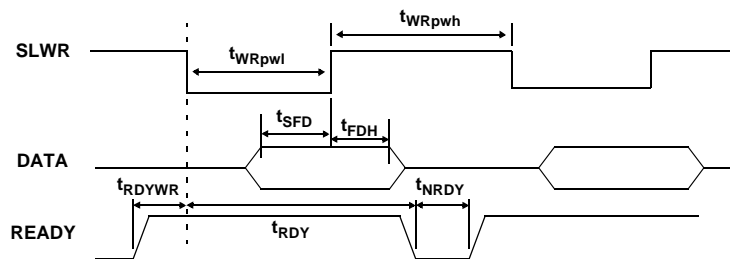 tWRpwh
SLWR
tWRpwl
tSFD
tFDH
DATA
tRDYWR
tNRDY
READY
tRDY